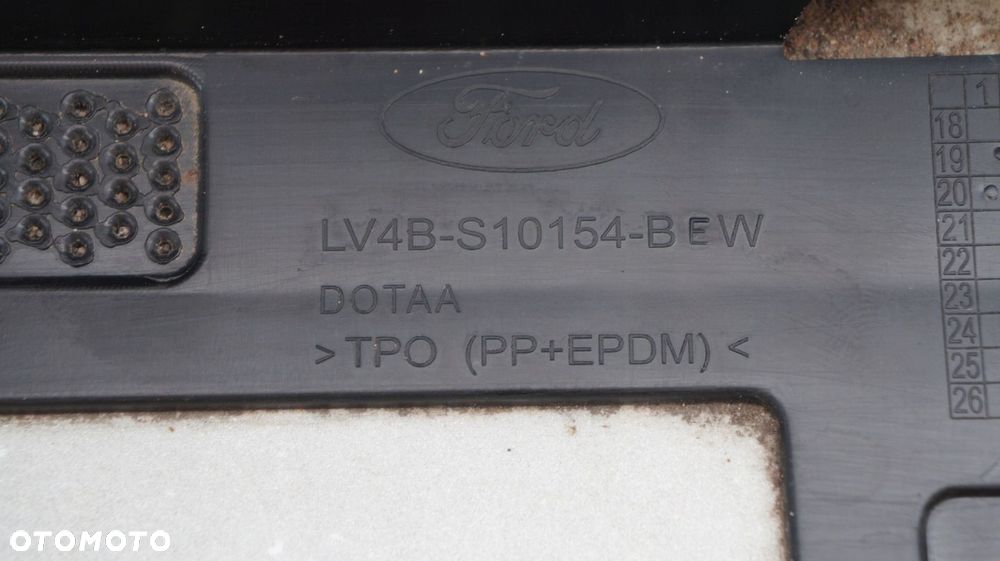 Ford
LV4B-S10154-BEW
DOTAA
>TPO (PP+EPDM)<
1
18
19
20
21
22
23
24
25
26
OTOMOTO